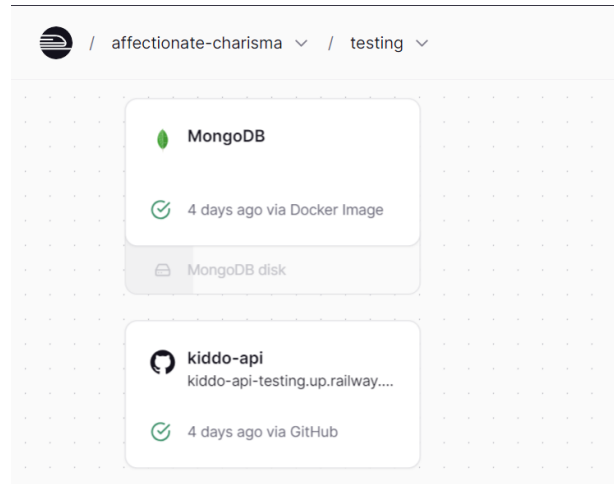 / affectionate-charisma / testing
MongoDB
4 days ago via Docker Image
MongoDB disk
kiddo-api
kiddo-api-testing.up.railway....
4 days ago via GitHub